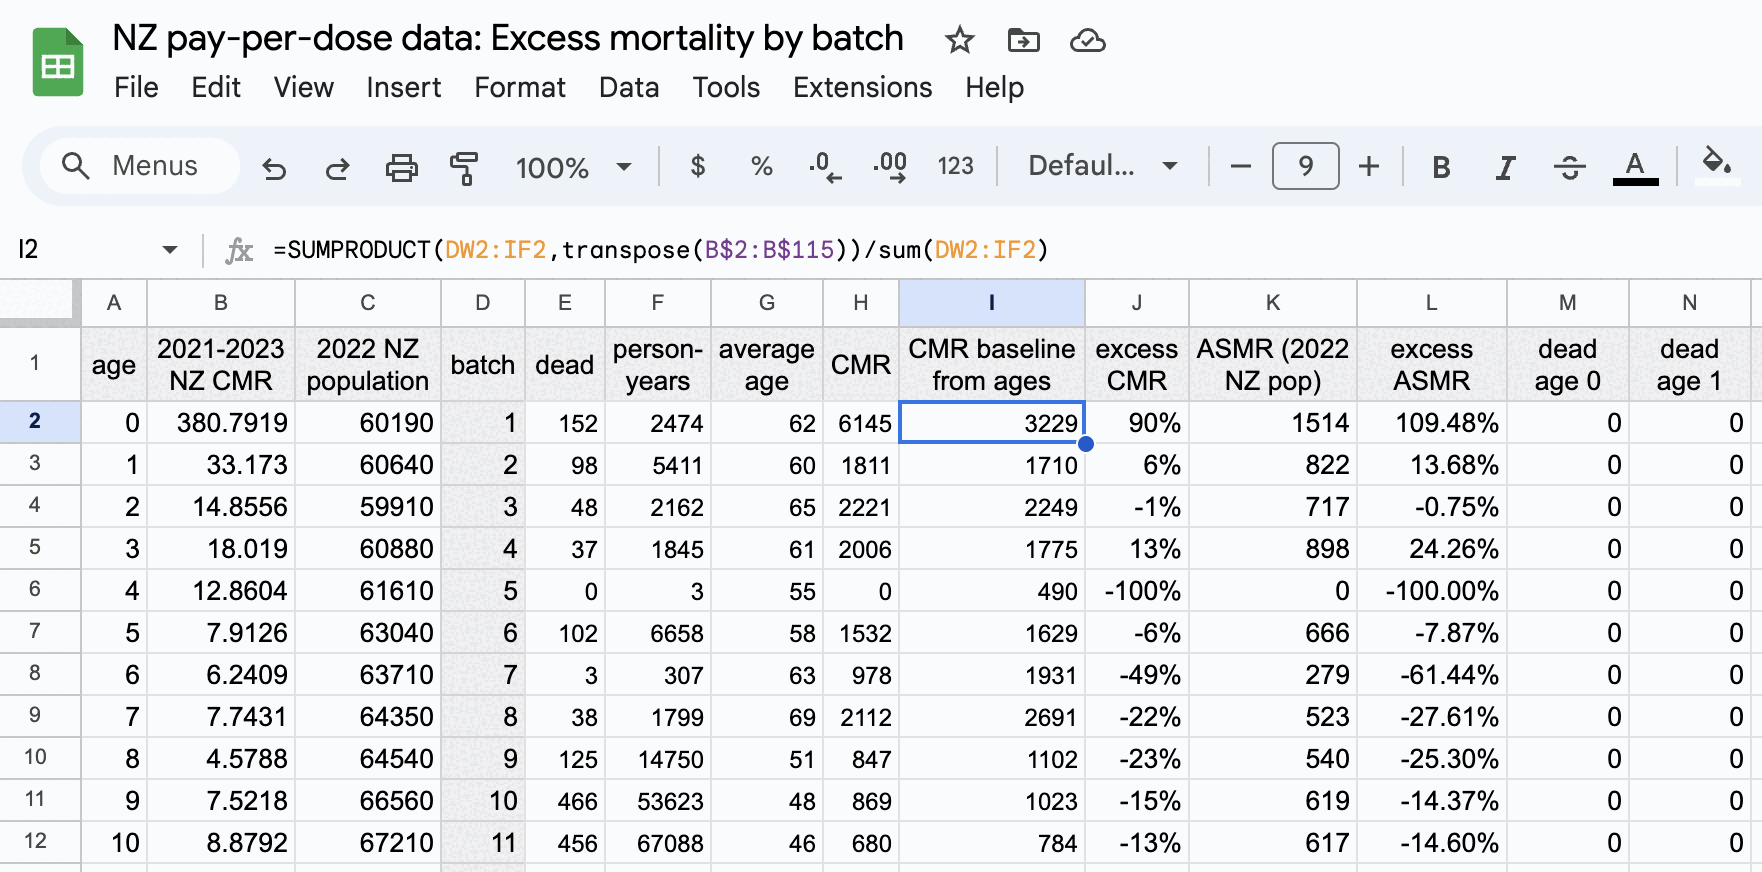 NZ pay-per-dose data: Excess mortality by batch
File Edit View Insert Format Data Tools Extensions Help
Menus 100% $ % .0 .00 123 Defaul... − 9 + B I S A
I2 fx =SUMPRODUCT(DW2:IF2,transpose(B$2:B$115))/sum(DW2:IF2)
A B C D E F G H I J K L M N
1 age 2021-2023 NZ CMR 2022 NZ population batch dead person-years average age CMR CMR baseline from ages excess CMR ASMR (2022 NZ pop) excess ASMR dead age 0 dead age 1
2 0 380.7919 60190 1 152 2474 62 6145 3229 90% 1514 109.48% 0 0
3 1 33.173 60640 2 98 5411 60 1811 1710 6% 822 13.68% 0 0
4 2 14.8556 59910 3 48 2162 65 2221 2249 -1% 717 -0.75% 0 0
5 3 18.019 60880 4 37 1845 61 2006 1775 13% 898 24.26% 0 0
6 4 12.8604 61610 5 0 3 55 0 490 -100% 0 -100.00% 0 0
7 5 7.9126 63040 6 102 6658 58 1532 1629 -6% 666 -7.87% 0 0
8 6 6.2409 63710 7 3 307 63 978 1931 -49% 279 -61.44% 0 0
9 7 7.7431 64350 8 38 1799 69 2112 2691 -22% 523 -27.61% 0 0
10 8 4.5788 64540 9 125 14750 51 847 1102 -23% 540 -25.30% 0 0
11 9 7.5218 66560 10 466 53623 48 869 1023 -15% 619 -14.37% 0 0
12 10 8.8792 67210 11 456 67088 46 680 784 -13% 617 -14.60% 0 0